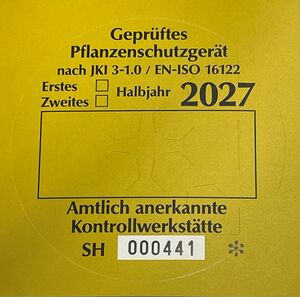 Geprüftes
Pflanzenschutzgerät
nach JKI 3-1.0 / EN-ISO 16122
Erstes
Zweites
Halbjahr 2027
Amtlich anerkannte
Kontrollwerkstätte
SH 000441